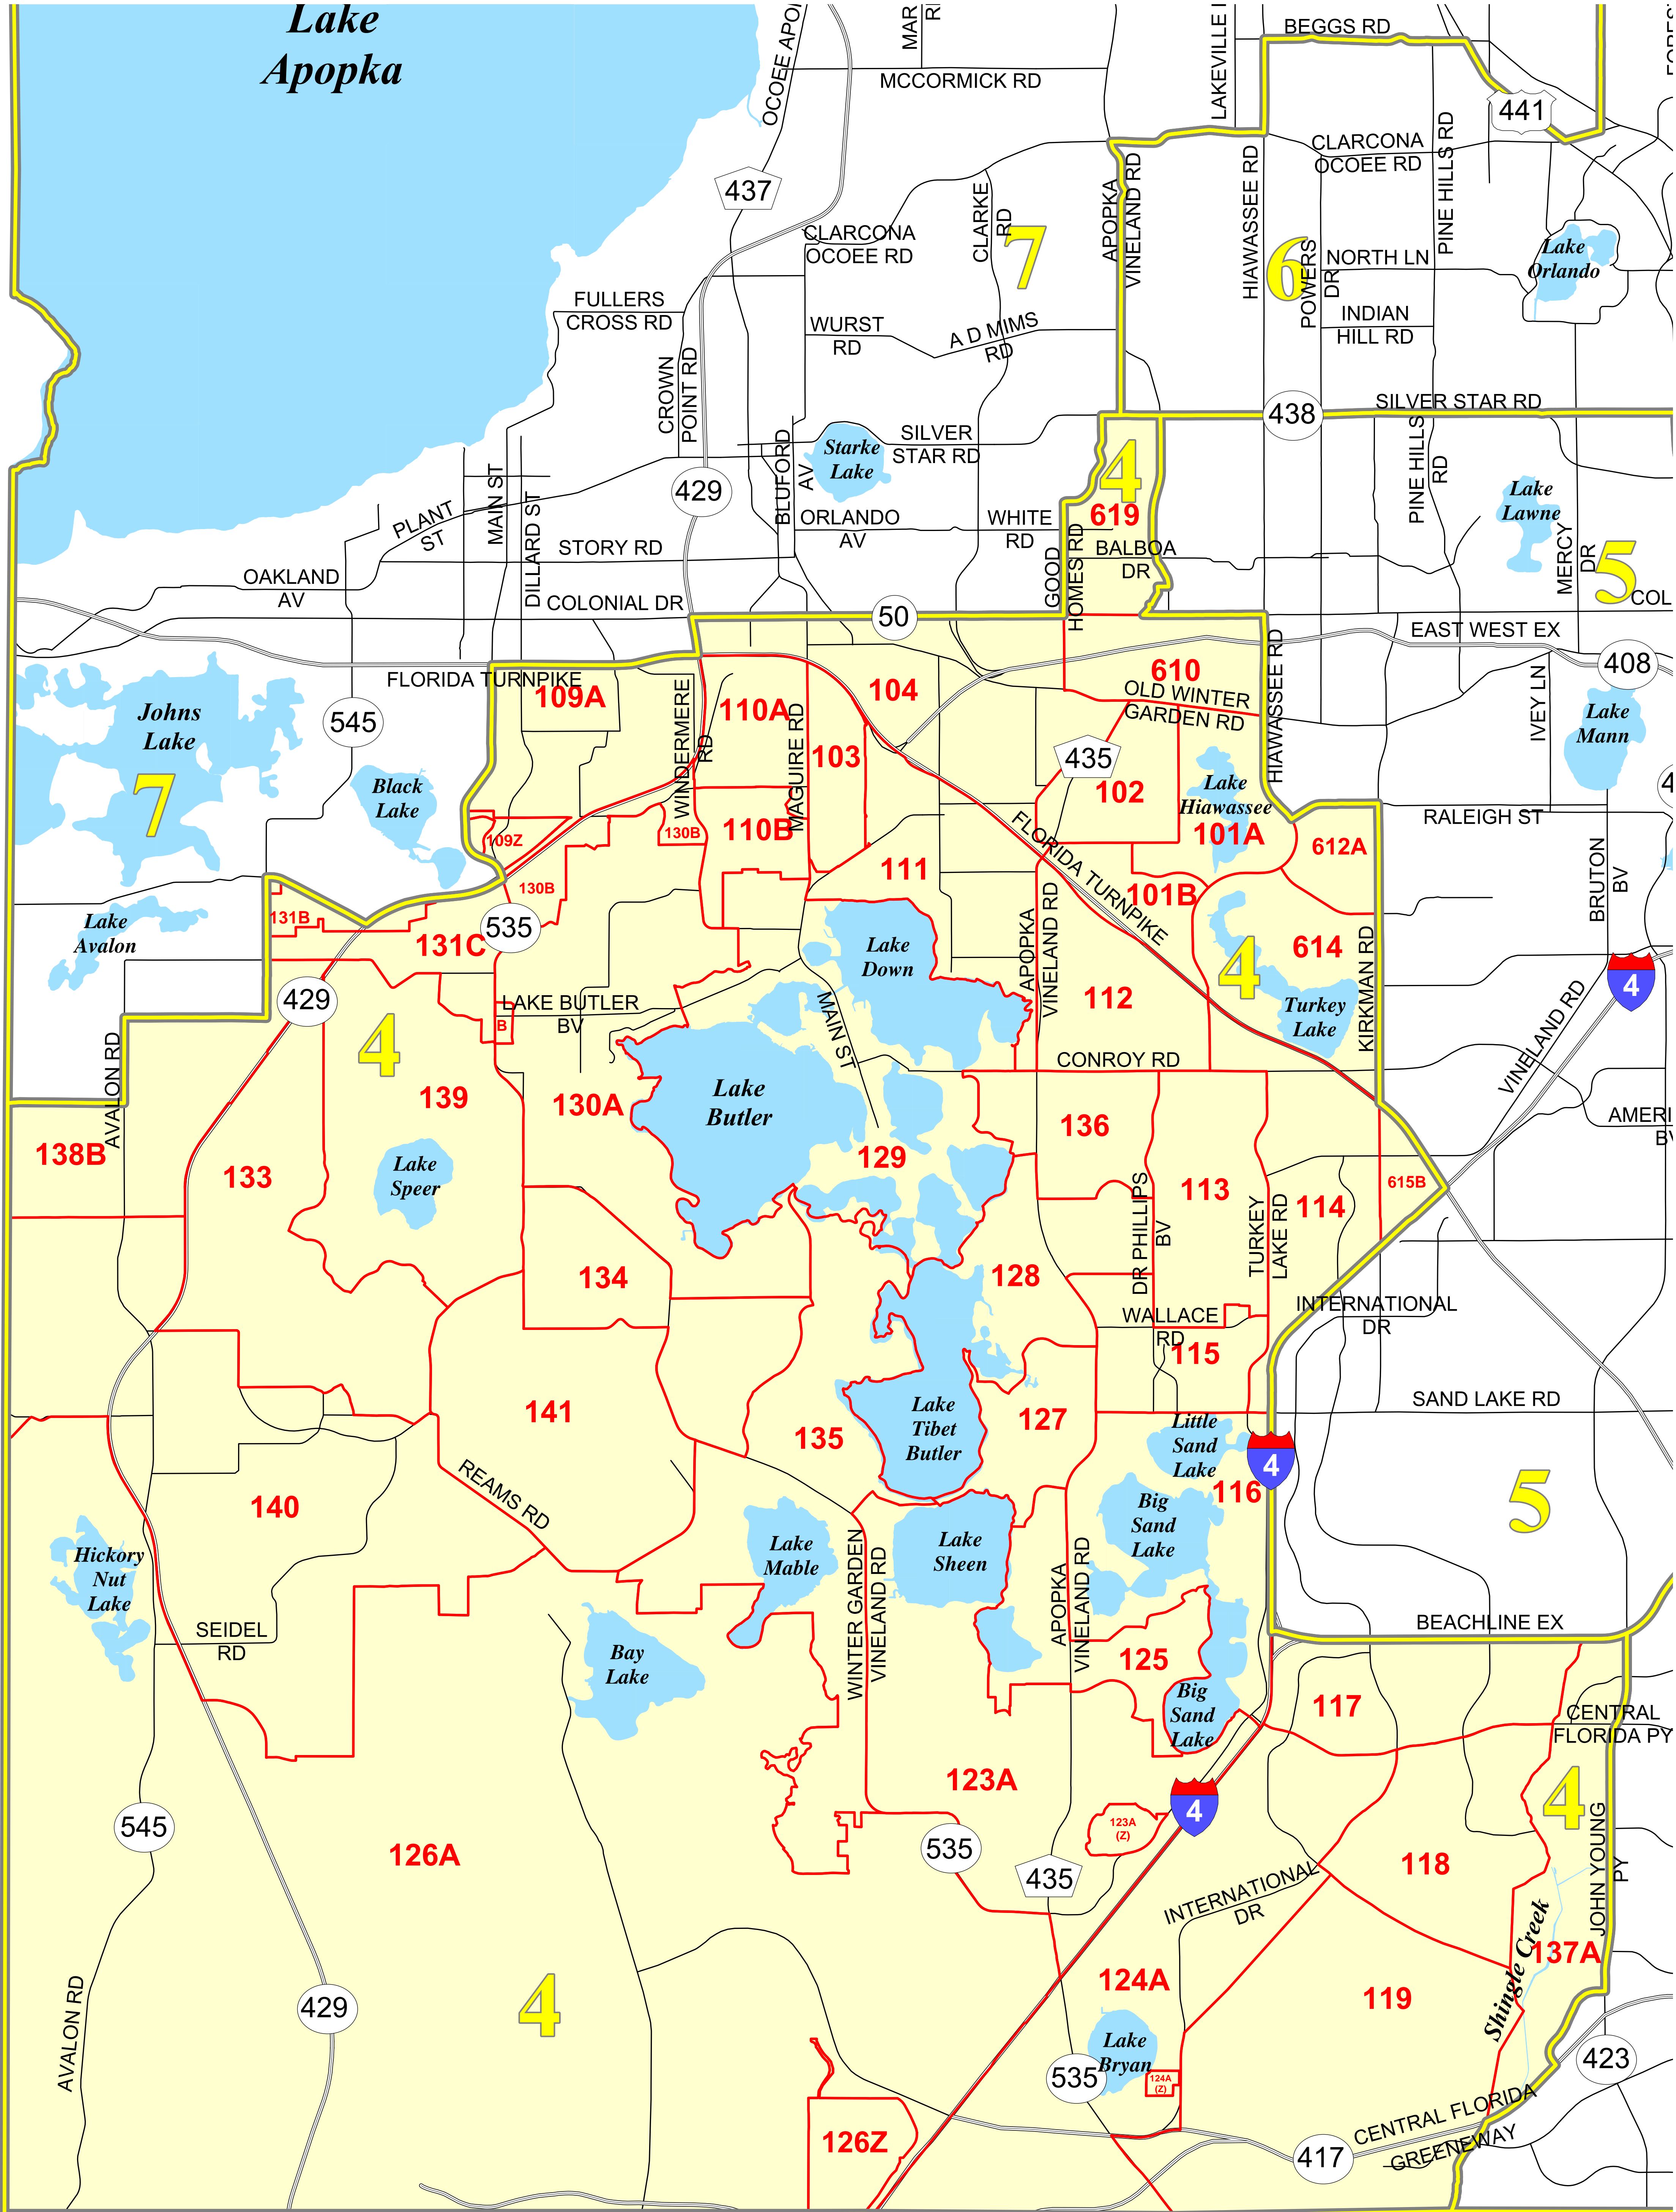 Lake
Apopka
OCOEE APO
MAR
R
LAKEVILLE
BEGGS RD
MCCORMICK RD
441
CLARCONA
OCOEE RD
437
CLARKE
RD
7
APOPKA
VINELAND RD
HIAWASSEE RD
PINE HILLS RD
CLARCONA
OCOEE RD
6
POWERS
DR
NORTH LN
Lake
Orlando
FULLERS
CROSS RD
WURST
RD
A D MIMS
RD
INDIAN
HILL RD
CROWN
POINT RD
438
SILVER STAR RD
Starke
Lake
SILVER
STAR RD
4
619
PINE HILLS
RD
Lake
Lawne
429
BLUFORD
AV
PLANT
ST
MAIN ST
DILLARD ST
ORLANDO
AV
WHITE
RD
STORY RD
GOOD
HOMES RD
BALBOA
DR
MERCY
DR
5
OAKLAND
AV
COLONIAL DR
50
COL
EAST WEST EX
408
FLORIDA TURNPIKE
109A
610
OLD WINTER
GARDEN RD
HIAWASSEE RD
IVEY LN
Lake
Mann
Johns
Lake
545
WINDERMERE
RD
110A
MAGUIRE RD
104
103
435
102
7
Black
Lake
Lake
Hiawassee
101A
4
RALEIGH ST
109Z
130B
110B
FLORIDA TURNPIKE
612A
111
130B
101B
BRUTON
BV
131B
Lake
Avalon
131C
535
Lake
Down
APOPKA
VINELAND RD
4
614
KIRKMAN RD
429
LAKE BUTLER
BV
B
MAIN ST
112
Turkey
Lake
4
VINELAND RD
4
AVALON RD
CONROY RD
139
130A
Lake
Butler
136
AMERI
BV
138B
133
Lake
Speer
129
DR PHILLIPS
BV
113
TURKEY
LAKE RD
114
615B
134
128
WALLACE
RD
INTERNATIONAL
DR
115
141
135
Lake
Tibet
Butler
127
SAND LAKE RD
Little
Sand
Lake
4
REAMS RD
140
116
5
Hickory
Nut
Lake
Lake
Mable
WINTER GARDEN
VINELAND RD
Lake
Sheen
Big
Sand
Lake
APOPKA
VINELAND RD
SEIDEL
RD
Bay
Lake
BEACHLINE EX
125
Big
Sand
Lake
117
CENTRAL
FLORIDA PY
123A
4
545
123A
(Z)
4
126A
535
435
118
JOHN YOUNG
PY
INTERNATIONAL
DR
Shingle Creek
137A
AVALON RD
429
4
124A
119
Lake
Bryan
535
124A
(Z)
423
126Z
417
CENTRAL FLORIDA
GREENEWAY